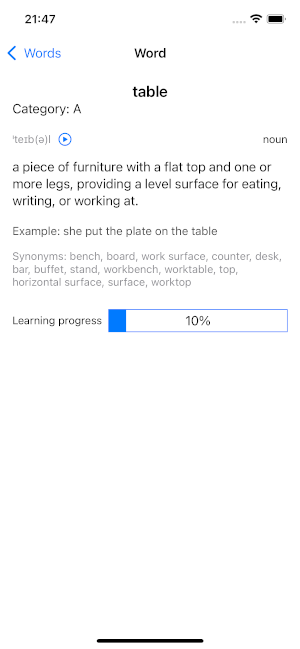 21:47
Words
Word
table
Category: A
'teɪb(ə)l
noun
a piece of furniture with a flat top and one or
more legs, providing a level surface for eating,
writing, or working at.
Example: she put the plate on the table
Synonyms: bench, board, work surface, counter, desk,
bar, buffet, stand, workbench, worktable, top,
horizontal surface, surface, worktop
Learning progress
10%